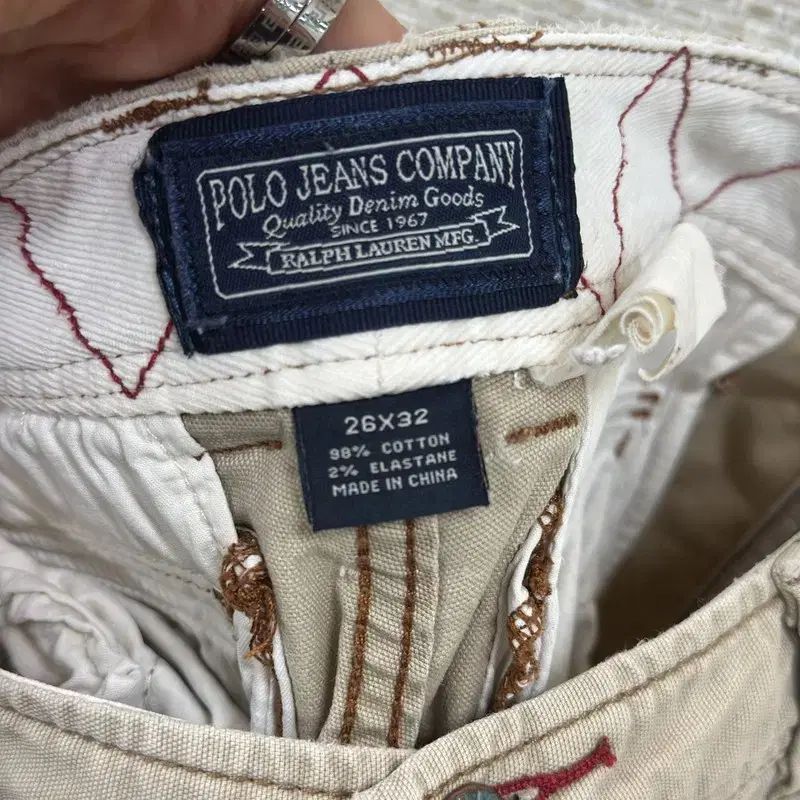 POLO JEANS COMPANY
Quality Denim Goods
SINCE 1967
RALPH LAUREN MFG.
26X32
98% COTTON
2% ELASTANE
MADE IN CHINA